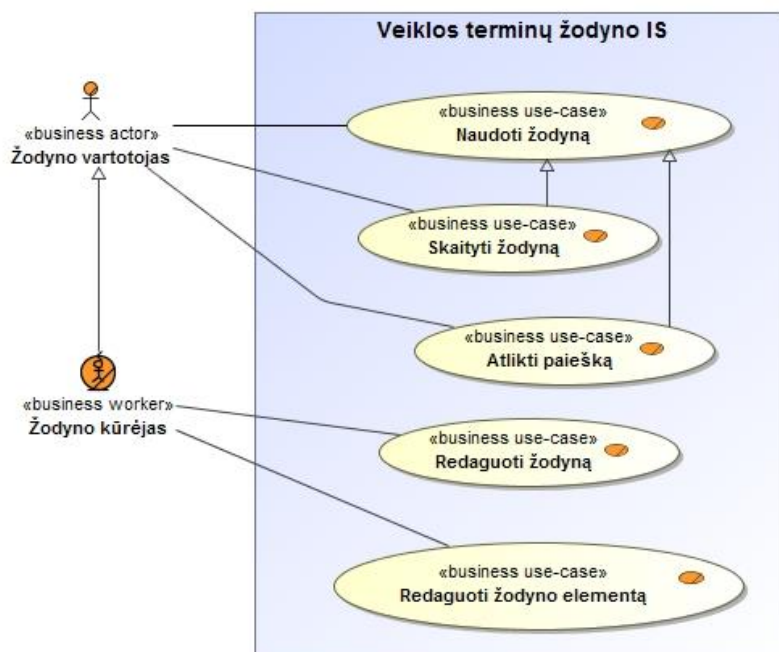 Veiklos terminų žodyno IS
«business actor»
Žodyno vartotojas
«business use-case»
Naudoti žodyną
«business use-case»
Skaityti žodyną
«business use-case»
Atlikti paiešką
«business worker»
Žodyno kūrėjas
«business use-case»
Redaguoti žodyną
«business use-case»
Redaguoti žodyno elementą